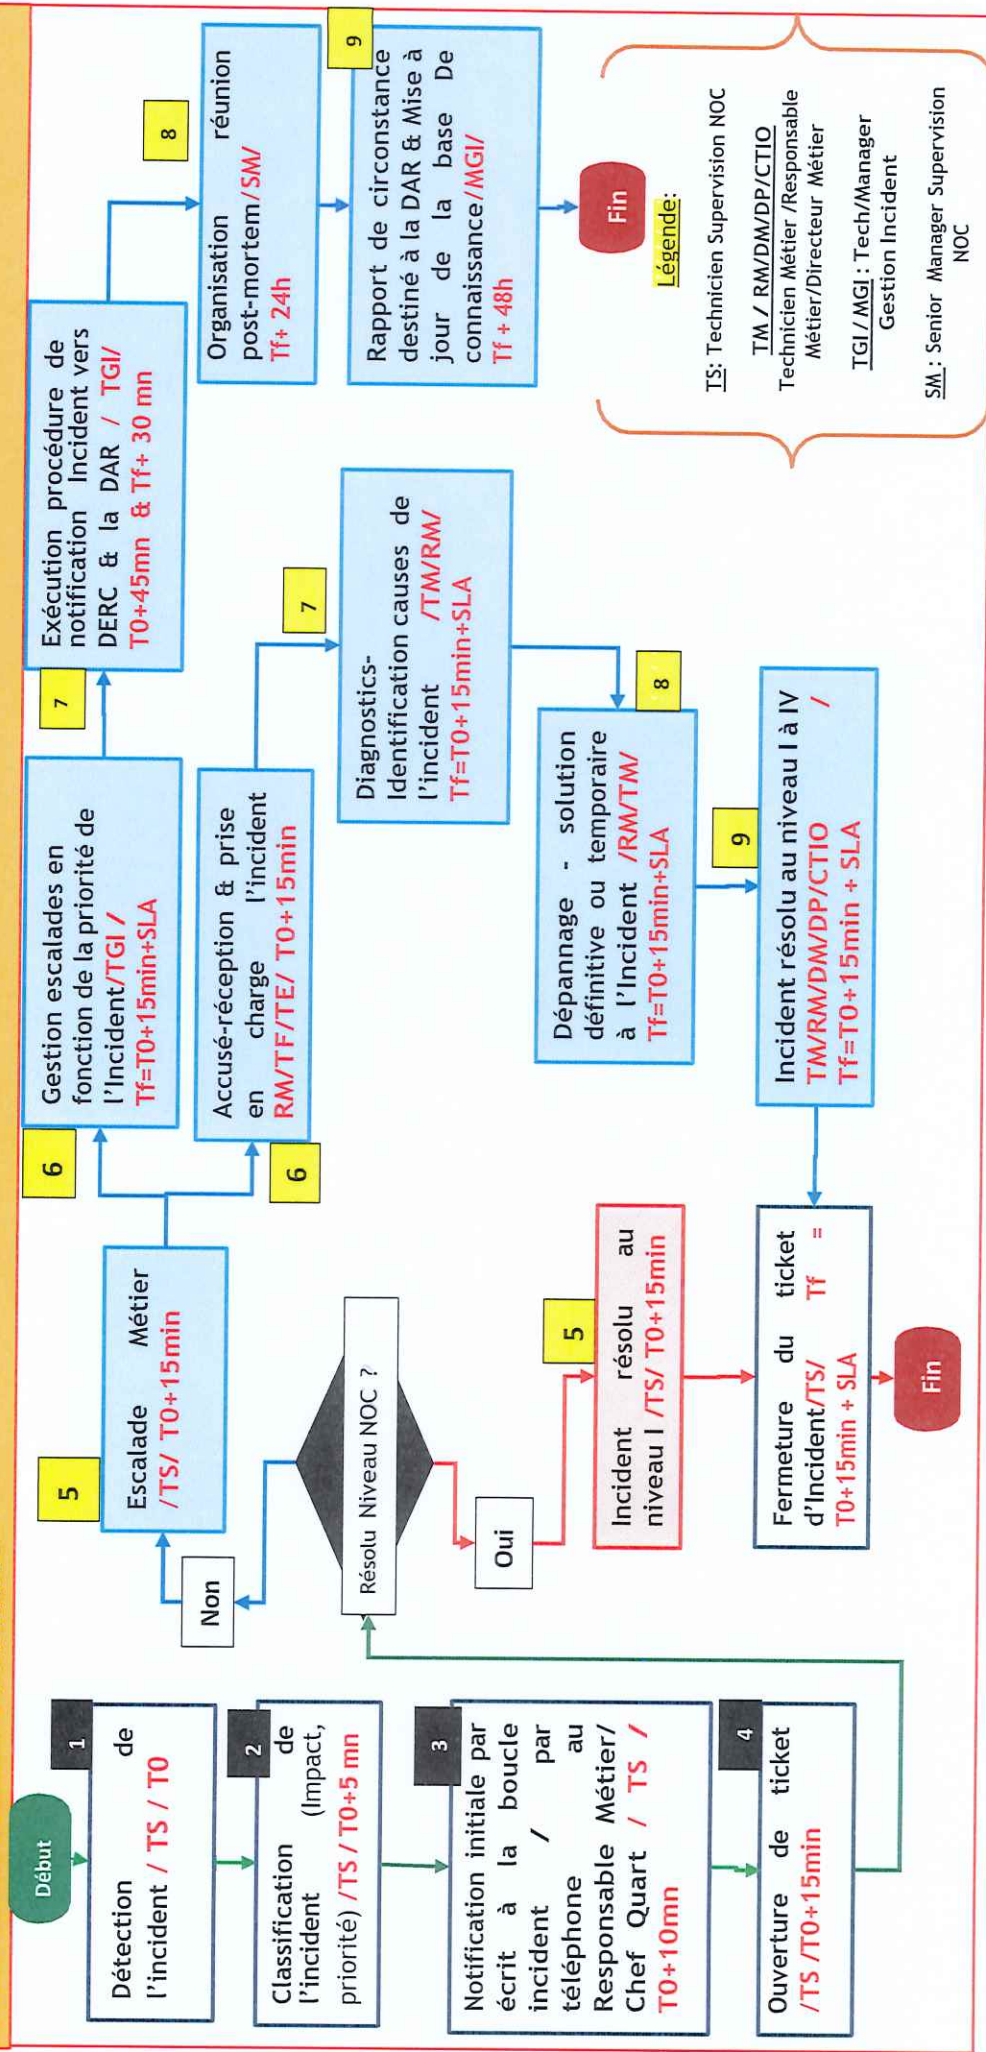 Début
1
Détection de
l'incident / TS / T0
2
Classification de
l'incident (Impact,
priorité) /TS / T0+5 mn
3
Notification initiale par
écrit à la boucle
incident / par
téléphone au
Responsable Métier/
Chef Quart / TS /
T0+10mn
4
Ouverture de ticket
/TS /T0+15min
Résolu Niveau NOC ?
Non
Oui
5
Escalade Métier
/TS/ T0+15min
5
Incident résolu au
niveau I /TS/ T0+15min
Fermeture du ticket
d'Incident/TS/ Tf =
T0+15min + SLA
Fin
6
Gestion escalades en
fonction de la priorité de
l'Incident/TGI /
Tf=T0+15min+SLA
6
Accusé-réception & prise
en charge l'incident
RM/TF/TE/ T0+15min
7
Exécution procédure de
notification Incident vers
DERC & la DAR / TGI/
T0+45mn & Tf+ 30 mn
7
Diagnostics-
Identification causes de
l'incident /TM/RM/
Tf=T0+15min+SLA
8
Dépannage - solution
définitive ou temporaire
à l'Incident /RM/TM/
Tf=T0+15min+SLA
9
Incident résolu au niveau I à IV
TM/RM/DM/DP/CTIO /
Tf=T0+15min + SLA
8
Organisation réunion
post-mortem/SM/
Tf+ 24h
9
Rapport de circonstance
destiné à la DAR & Mise à
jour de la base De
connaissance/MGI/
Tf + 48h
Fin
Légende:
TS: Technicien Supervision NOC
TM / RM/DM/DP/CTIO
Technicien Métier /Responsable
Métier/Directeur Métier
TGI/ MGI : Tech/Manager
Gestion Incident
SM : Senior Manager Supervision
NOC